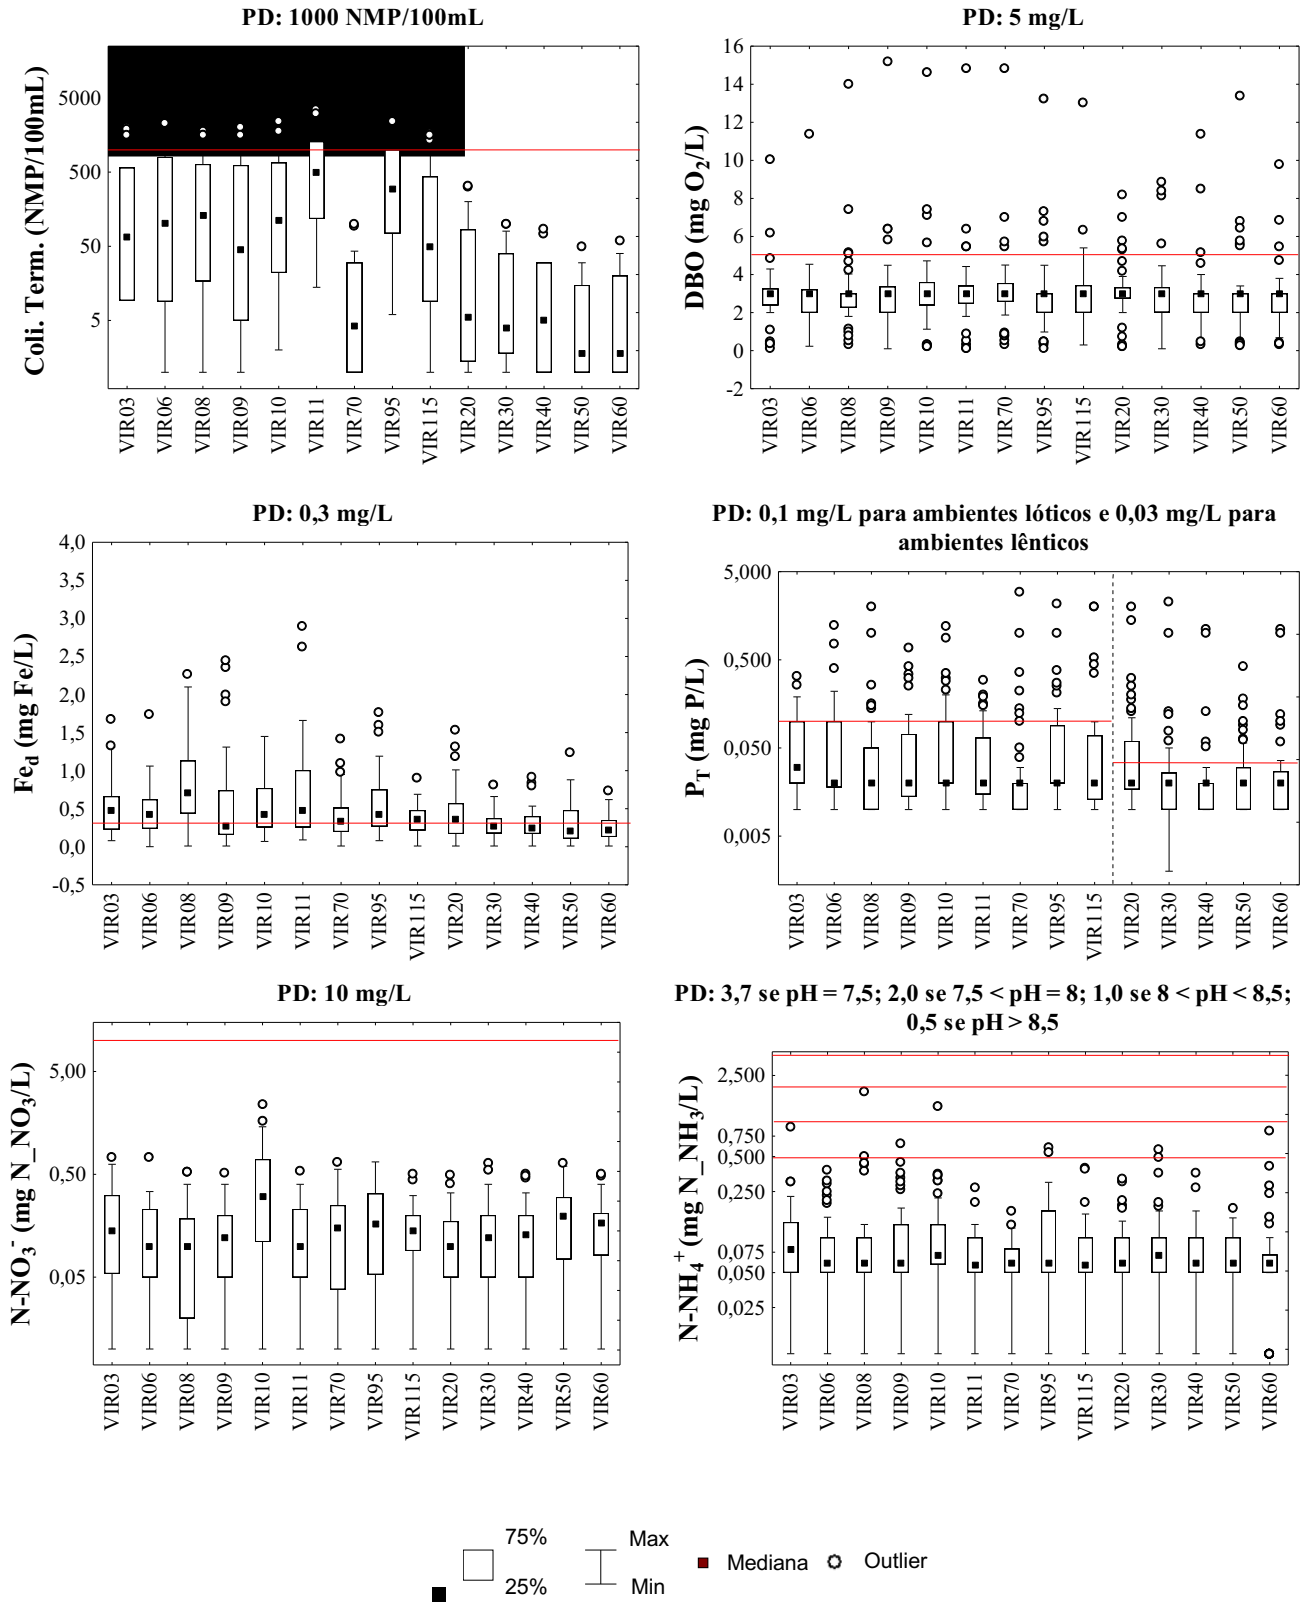 PD: 1000 NMP/100mL
Coli. Term. (NMP/100mL)
5000
500
50
5
VIR03
VIR06
VIR08
VIR09
VIR10
VIR11
VIR70
VIR95
VIR115
VIR20
VIR30
VIR40
VIR50
VIR60
PD: 5 mg/L
DBO (mg O₂/L)
16
14
12
10
8
6
4
2
0
-2
VIR03
VIR06
VIR08
VIR09
VIR10
VIR11
VIR70
VIR95
VIR115
VIR20
VIR30
VIR40
VIR50
VIR60
PD: 0,3 mg/L
Fe_d (mg Fe/L)
4,0
3,5
3,0
2,5
2,0
1,5
1,0
0,5
0,0
-0,5
VIR03
VIR06
VIR08
VIR09
VIR10
VIR11
VIR70
VIR95
VIR115
VIR20
VIR30
VIR40
VIR50
VIR60
PD: 0,1 mg/L para ambientes lóticos e 0,03 mg/L para
ambientes lênticos
P_T (mg P/L)
5,000
0,500
0,050
0,005
VIR03
VIR06
VIR08
VIR09
VIR10
VIR11
VIR70
VIR95
VIR115
VIR20
VIR30
VIR40
VIR50
VIR60
PD: 10 mg/L
N-NO₃⁻ (mg N_NO₃/L)
5,00
0,50
0,05
VIR03
VIR06
VIR08
VIR09
VIR10
VIR11
VIR70
VIR95
VIR115
VIR20
VIR30
VIR40
VIR50
VIR60
PD: 3,7 se pH = 7,5; 2,0 se 7,5 < pH = 8; 1,0 se 8 < pH < 8,5;
0,5 se pH > 8,5
N-NH₄⁺ (mg N_NH₃/L)
2,500
0,750
0,500
0,250
0,075
0,050
0,025
VIR03
VIR06
VIR08
VIR09
VIR10
VIR11
VIR70
VIR95
VIR115
VIR20
VIR30
VIR40
VIR50
VIR60
75%
25%
Max
Min
Mediana
Outlier